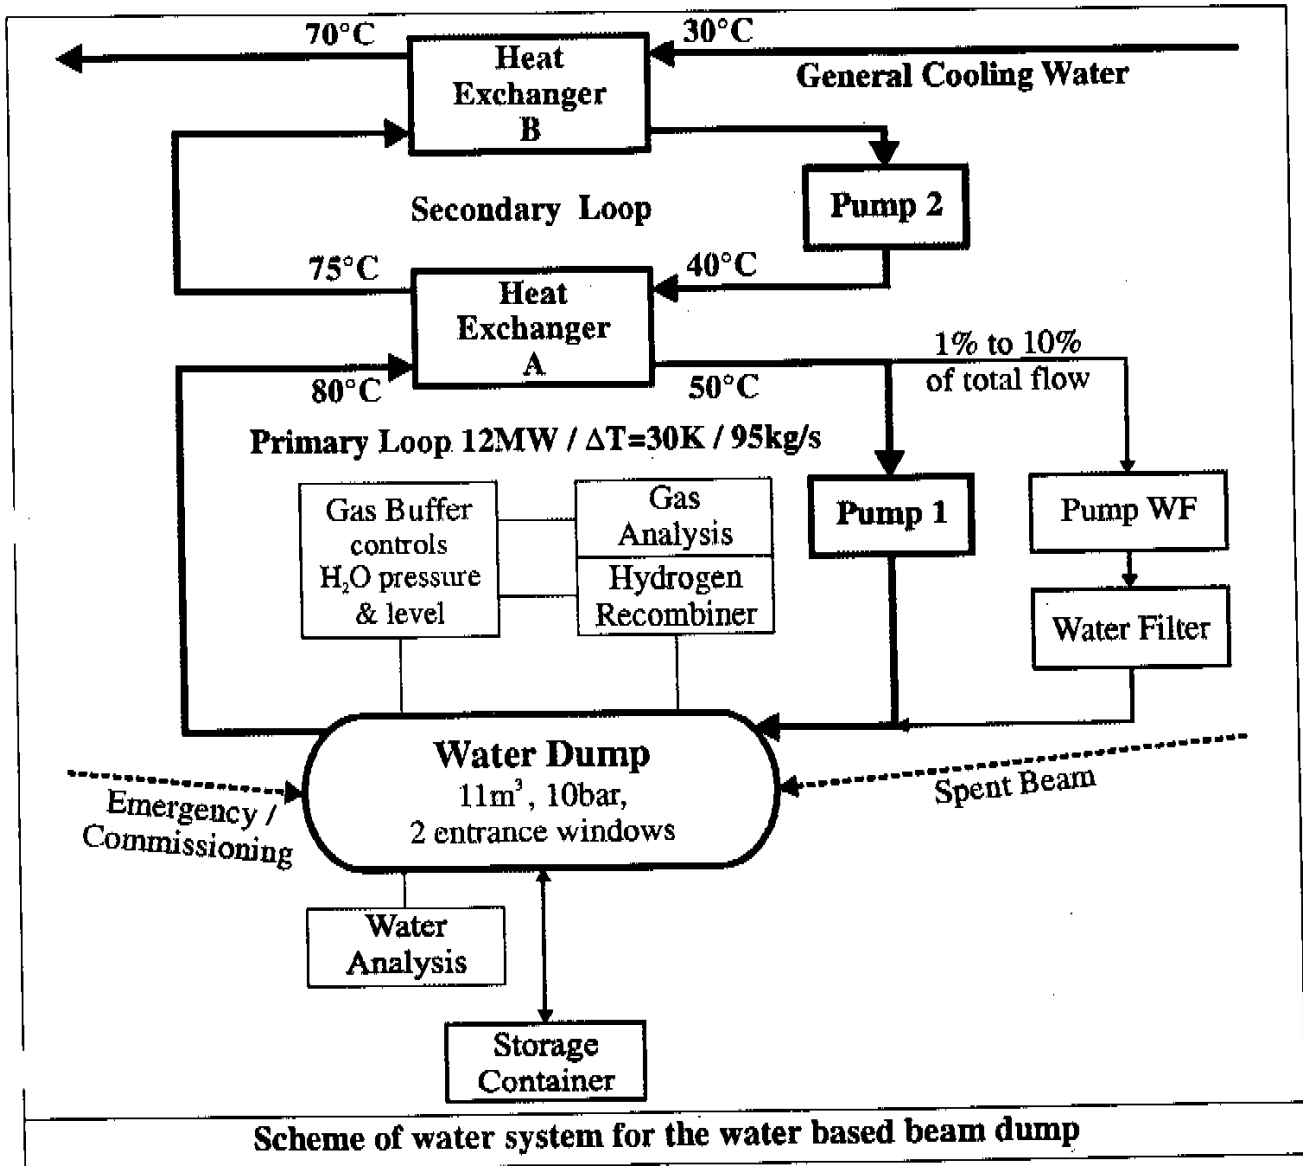 70°C
Heat
Exchanger
B
30°C
General Cooling Water
Secondary Loop
Pump 2
75°C
Heat
Exchanger
A
40°C
80°C
50°C
1% to 10%
of total flow
Primary Loop 12MW / ΔT=30K / 95kg/s
Gas Buffer
controls
H₂O pressure
& level
Gas
Analysis
Hydrogen
Recombiner
Pump 1
Pump WF
Water Filter
Water Dump
11m³, 10bar,
2 entrance windows
Emergency /
Commissioning
Spent Beam
Water
Analysis
Storage
Container
Scheme of water system for the water based beam dump